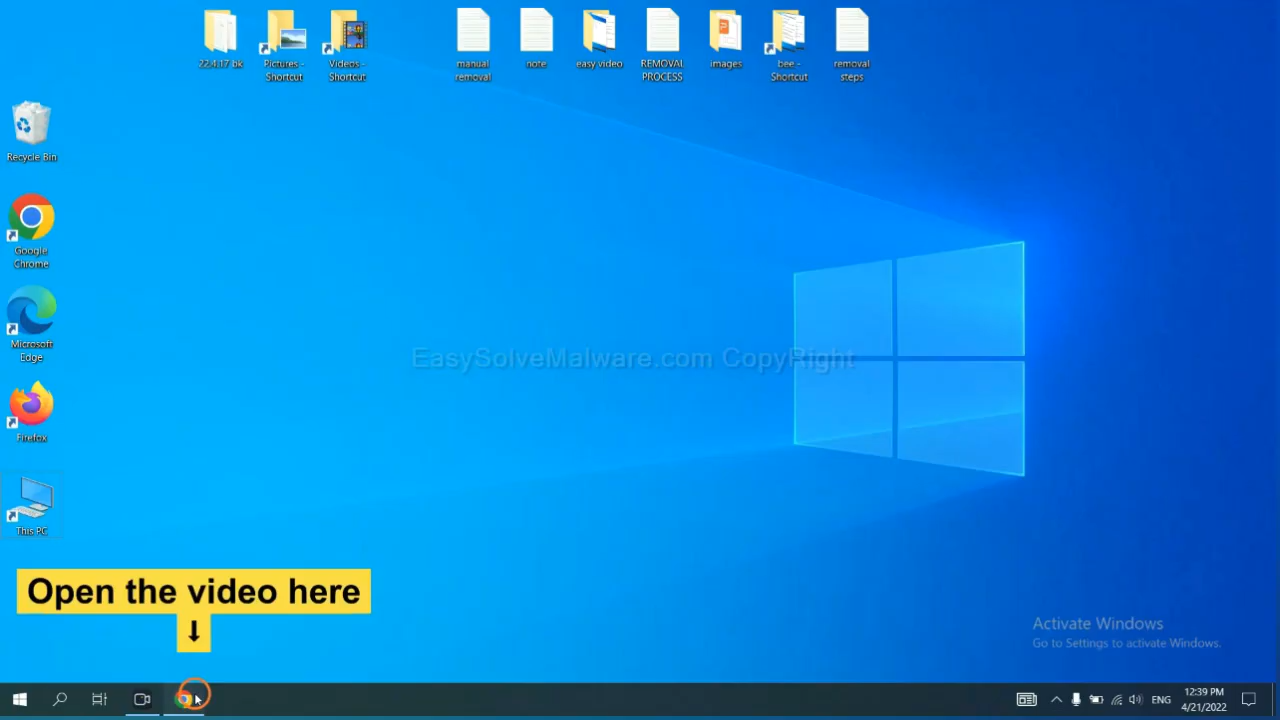 22.4.17 bk
Pictures -
Shortcut
Videos -
Shortcut
manual
removal
note
easy video
REMOVAL
PROCESS
images
bee -
Shortcut
removal
steps
Recycle Bin
Google
Chrome
Microsoft
Edge
Firefox
This PC
EasySolveMalware.com CopyRight
Open the video here
↓
Activate Windows
Go to Settings to activate Windows.
ENG
12:39 PM
4/21/2022